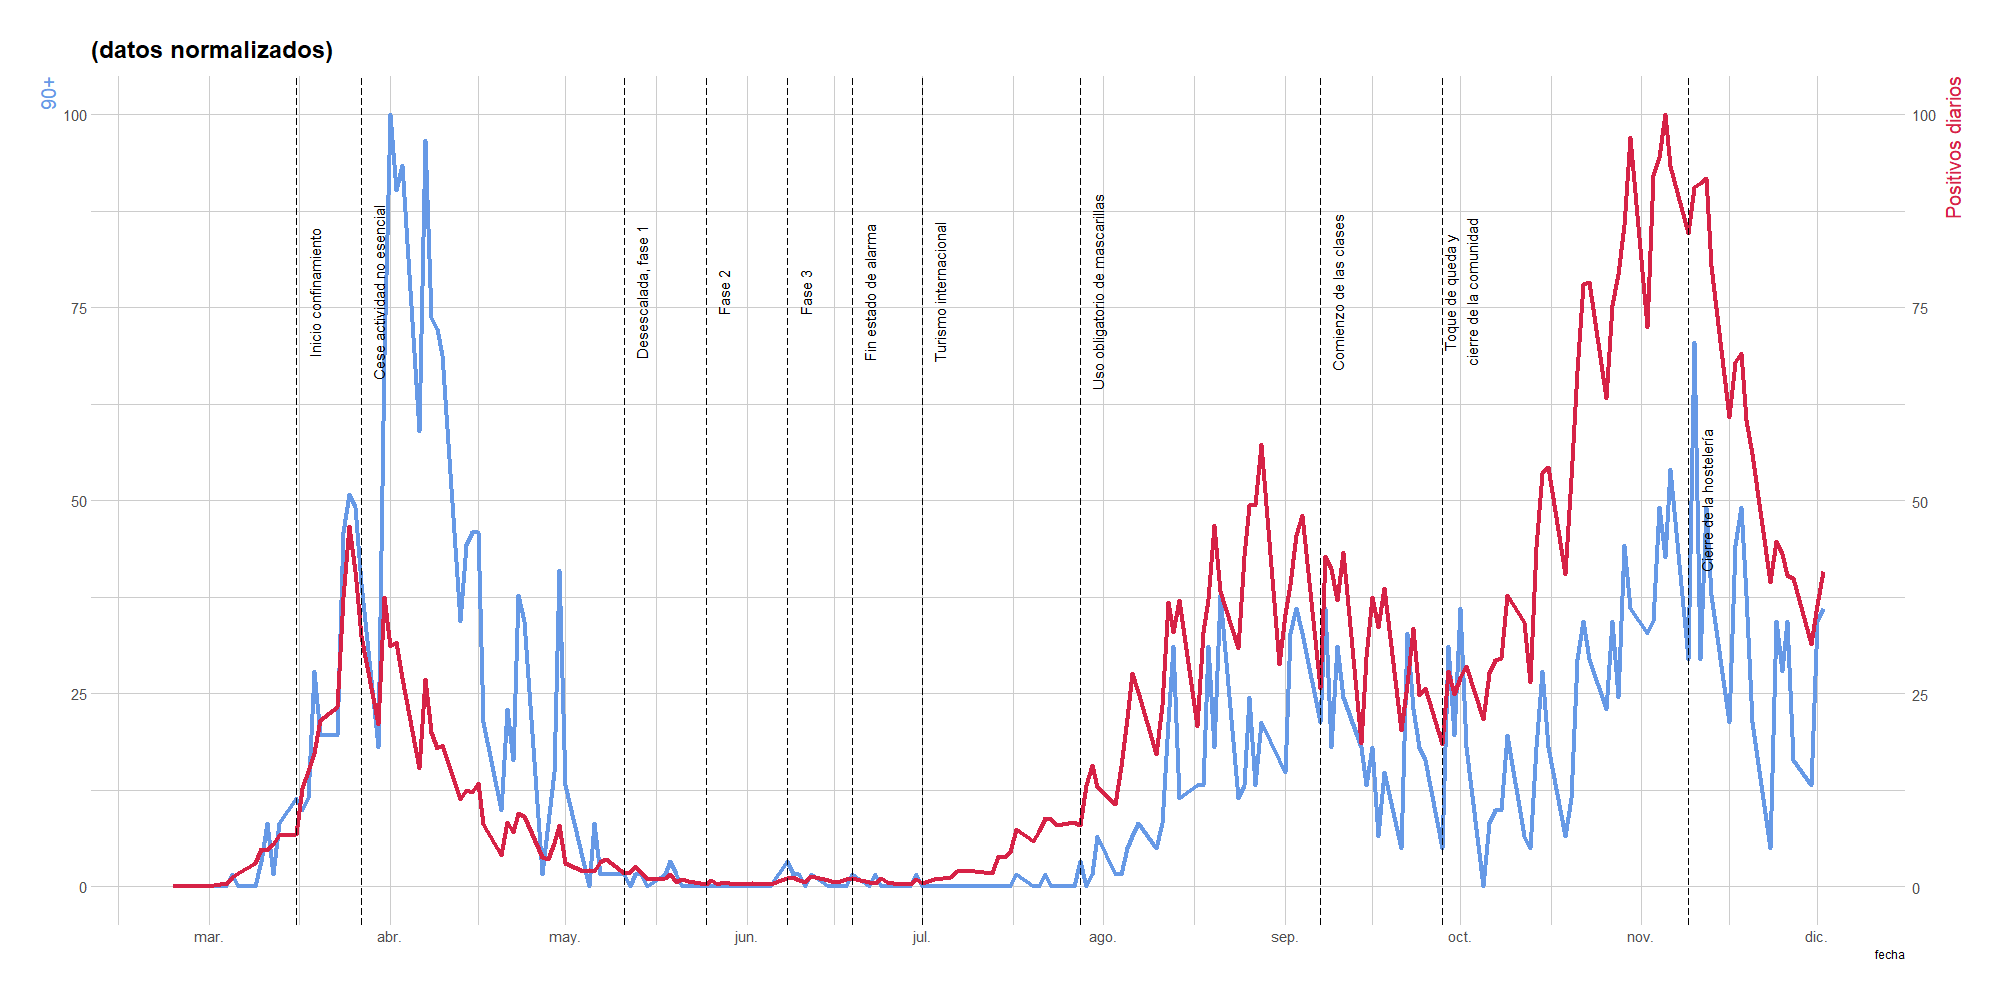 (datos normalizados)
90+
Positivos diarios
100
75
50
25
0
100
75
50
25
0
Inicio confinamiento
Cese actividad no esencial
Desescalada, fase 1
Fase 2
Fase 3
Fin estado de alarma
Turismo internacional
Uso obligatorio de mascarillas
Comienzo de las clases
Toque de queda y
cierre de la comunidad
Cierre de la hostelería
mar.
abr.
may.
jun.
jul.
ago.
sep.
oct.
nov.
dic.
fecha